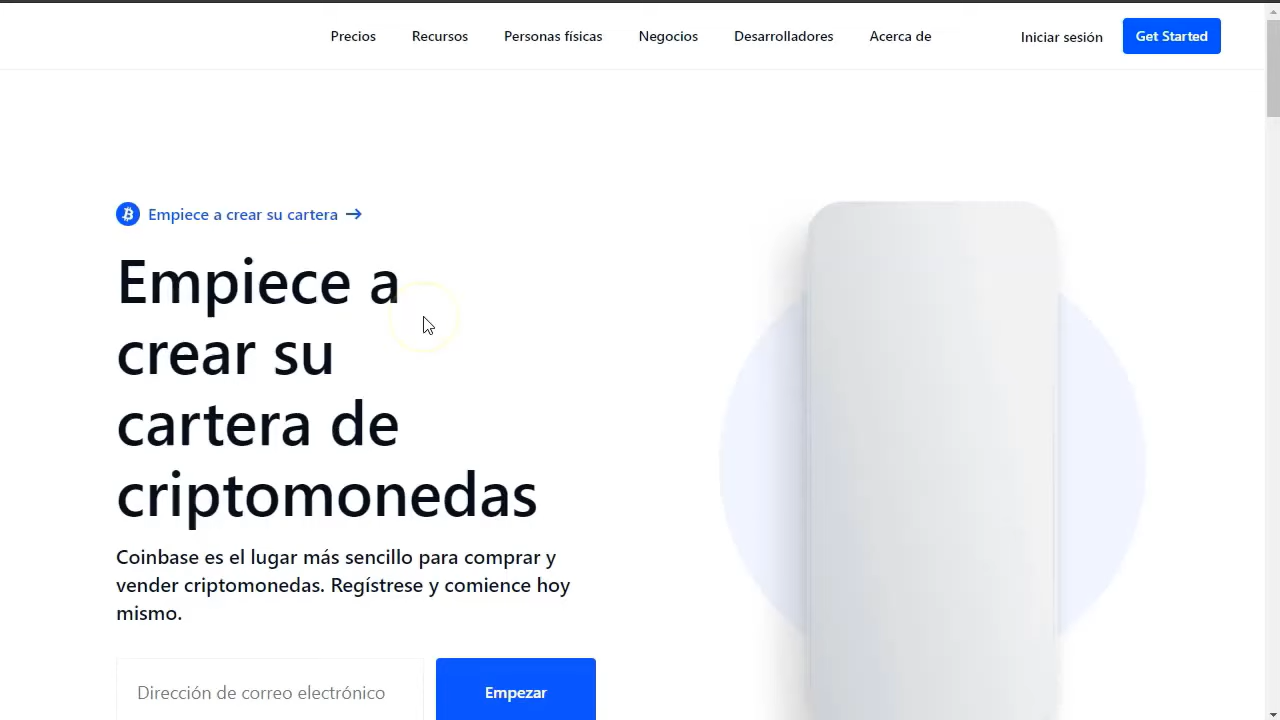 Precios Recursos Personas físicas Negocios Desarrolladores Acerca de Iniciar sesión Get Started
Empiece a crear su cartera →
Empiece a
crear su
cartera de
criptomonedas
Coinbase es el lugar más sencillo para comprar y
vender criptomonedas. Regístrese y comience hoy
mismo.
Dirección de correo electrónico Empezar